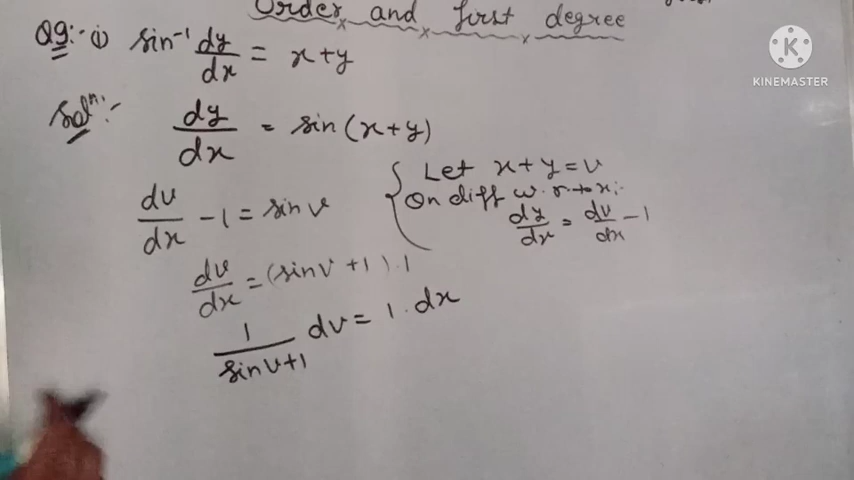 Order and first degree
Q9:- (i) sin⁻¹ dy/dx = x+y
Solⁿ:- dy/dx = sin(x+y)
dv/dx - 1 = sin v
Let x+y = v
On diff w.r.to x:-
dy/dx = dv/dx - 1
dv/dx = (sin v + 1).1
1/(sin v+1) dv = 1.dx
K
KINEMASTER